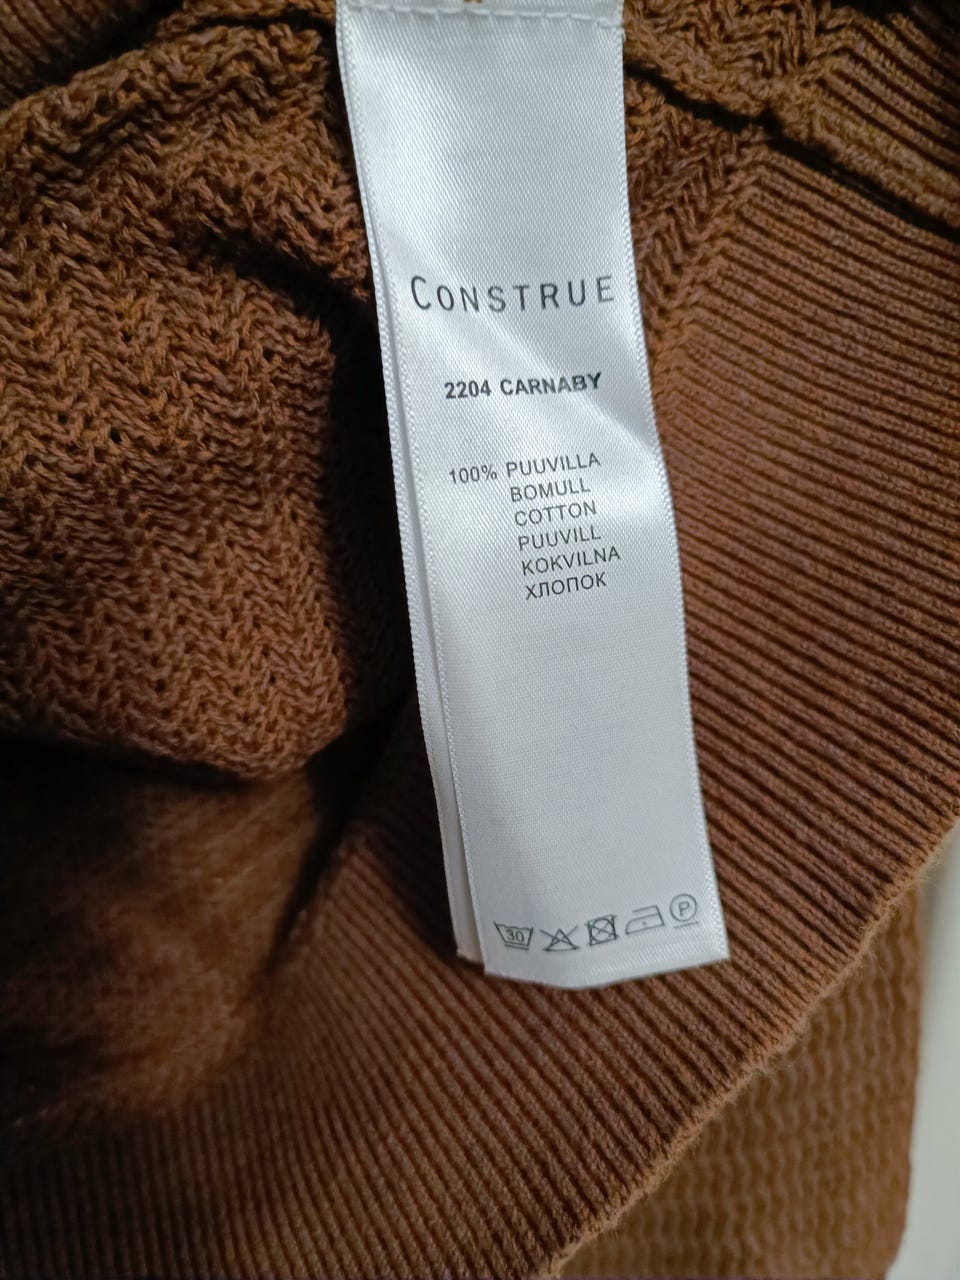 CONSTRUE
2204 CARNABY
100% PUUVILLA
BOMULL
COTTON
PUUVILL
KOKVILNA
ХЛОПОК
30 P